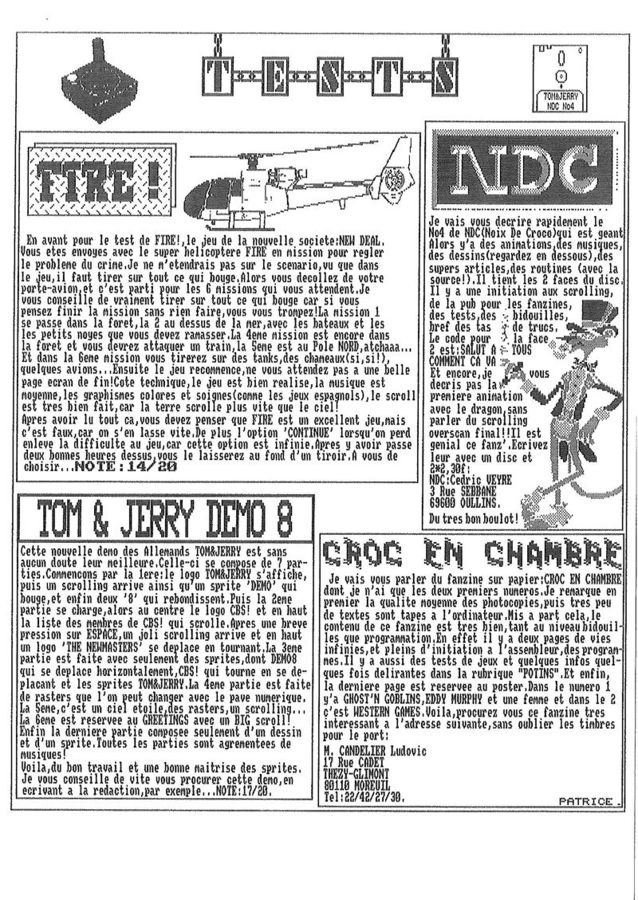 TESTS
TOM&JERRY
NDC No4
FIRE !
En avant pour le test de FIRE!,le jeu de la nouvelle societe:NEW DEAL.
Vous etes envoyes avec le super helicoptere FIRE en mission pour regler
le probleme du crime.Je ne m'etendrais pas sur le scenario,vu que dans
le jeu,il faut tirer sur tout ce qui bouge.Alors vous decollez de votre
porte-avion,et c'est parti pour les 6 missions qui vous attendent.Je
vous conseille de vraiment tirer sur tout ce qui bouge car si vous
pensez finir la mission sans rien faire,vous vous trompez!La mission 1
se passe dans la foret,la 2 au dessus de la mer,avec les bateaux et les
les petits noges que vous devez ramasser.La 4eme mission est encore dans
la foret et vous devrez attaquer un train,la 5eme est au Pole NORD,atchaaa...
Et dans la 6eme mission vous tirerez sur des tanks,des chameaux(si,si!),
quelques avions...Ensuite le jeu recommence,ne vous attendez pas a une belle
page ecran de fin!Cote technique,le jeu est bien realise,la musique est
moyenne,les graphismes colores et soignes(comme les jeux espagnols),le scroll
est tres bien fait,car la terre scrolle plus vite que le ciel!
Apres avoir lu tout ca,vous devez penser que FIRE est un excellent jeu,mais
c'est faux,car on s'en lasse vite.De plus l'option 'CONTINUE' lorsqu'on perd
enleve la difficulte au jeu,car cette option est infinie.Apres y avoir passe
deux bonnes heures dessus,vous le laisserez au fond d'un tiroir.A vous de
choisir...NOTE:14/20
NDC
Je vais vous decrire rapidement le
No4 de NDC(Noix De Croco)qui est geant
Alors y'a des animations,des musiques,
des dessins(regardez en dessous),des
supers articles,des routines (avec la
source!).Il tient les 2 faces du disc.
Il y a une initiation aux scrolling,
de la pub pour les fanzines,
des tests,des bidouilles,
bref des tas de trucs.
Le code pour la face
2 est:SALUT A TOUS
COMMENT CA VA
Et encore,je vous
decris pas la
premiere animation
avec le dragon,sans
parler du scrolling
overscan final!!Il est
genial ce fanz'.Ecrivez
leur avec un disc et
2*2,30f:
NDC:Cedric VEYRE
3 Rue SEBBANE
69600 OULLINS.
Du tres bon boulot!
TOM & JERRY DEMO 8
Cette nouvelle demo des Allemands TOM&JERRY est sans
aucun doute leur meilleure.Celle-ci se compose de 7 par-
ties.Commencons par la 1ere:le logo TOM&JERRY s'affiche,
puis un scrolling arrive ainsi qu'un sprite 'DEMO' qui
bouge,et enfin deux '8' qui rebondissent.Puis la 2eme
partie se charge,alors au centre le logo CBS! et en haut
la liste des membres de CBS! qui scrolle.Apres une breve
pression sur ESPACE,un joli scrolling arrive et en haut
un logo 'THE NEWMASTERS' se deplace en tournant.La 3eme
partie est faite avec seulement des sprites,dont DEMO8
qui se deplace horizontalement,CBS! qui tourne en se de-
placant et les sprites TOM&JERRY.La 4eme partie est faite
de rasters que l'on peut changer avec le pave numerique.
La 5eme,c'est un ciel etoile,des rasters,un scrolling...
La 6eme est reservee au GREETINGS avec un BIG scroll!
Enfin la derniere partie composee seulement d'un dessin
et d'un sprite.Toutes les parties sont agrementees de
musiques!
Voila,du bon travail et une bonne maitrise des sprites.
Je vous conseille de vite vous procurer cette demo,en
ecrivant a la redaction,par exemple...NOTE:17/20.
CROC EN CHAMBRE
Je vais vous parler du fanzine sur papier:CROC EN CHAMBRE
dont je n'ai que les deux premiers numeros.Je remarque en
premier la qualite moyenne des photocopies,puis tres peu
de textes sont tapes a l'ordinateur.Mis a part cela,le
contenu de ce fanzine est tres bien,tant au niveau bidouil-
les que programmation.En effet il y a deux pages de vies
infinies,et pleins d'initiation a l'assembleur,des program-
mes.Il y a aussi des tests de jeux et quelques infos quel-
ques fois delirantes dans la rubrique "POTINS".Et enfin,
la derniere page est reservee au poster.Dans le numero 1
y'a GHOST'N GOBLINS,EDDY MURPHY et une femme et dans le 2
c'est WESTERN GAMES.Voila,procurez vous ce fanzine tres
interessant a l'adresse suivante,sans oublier les timbres
pour le port:
M. CANDELIER Ludovic
17 Rue CADET
THEZY-GLIMONT
80110 MOREUIL
Tel:22/42/27/30.
PATRICE.